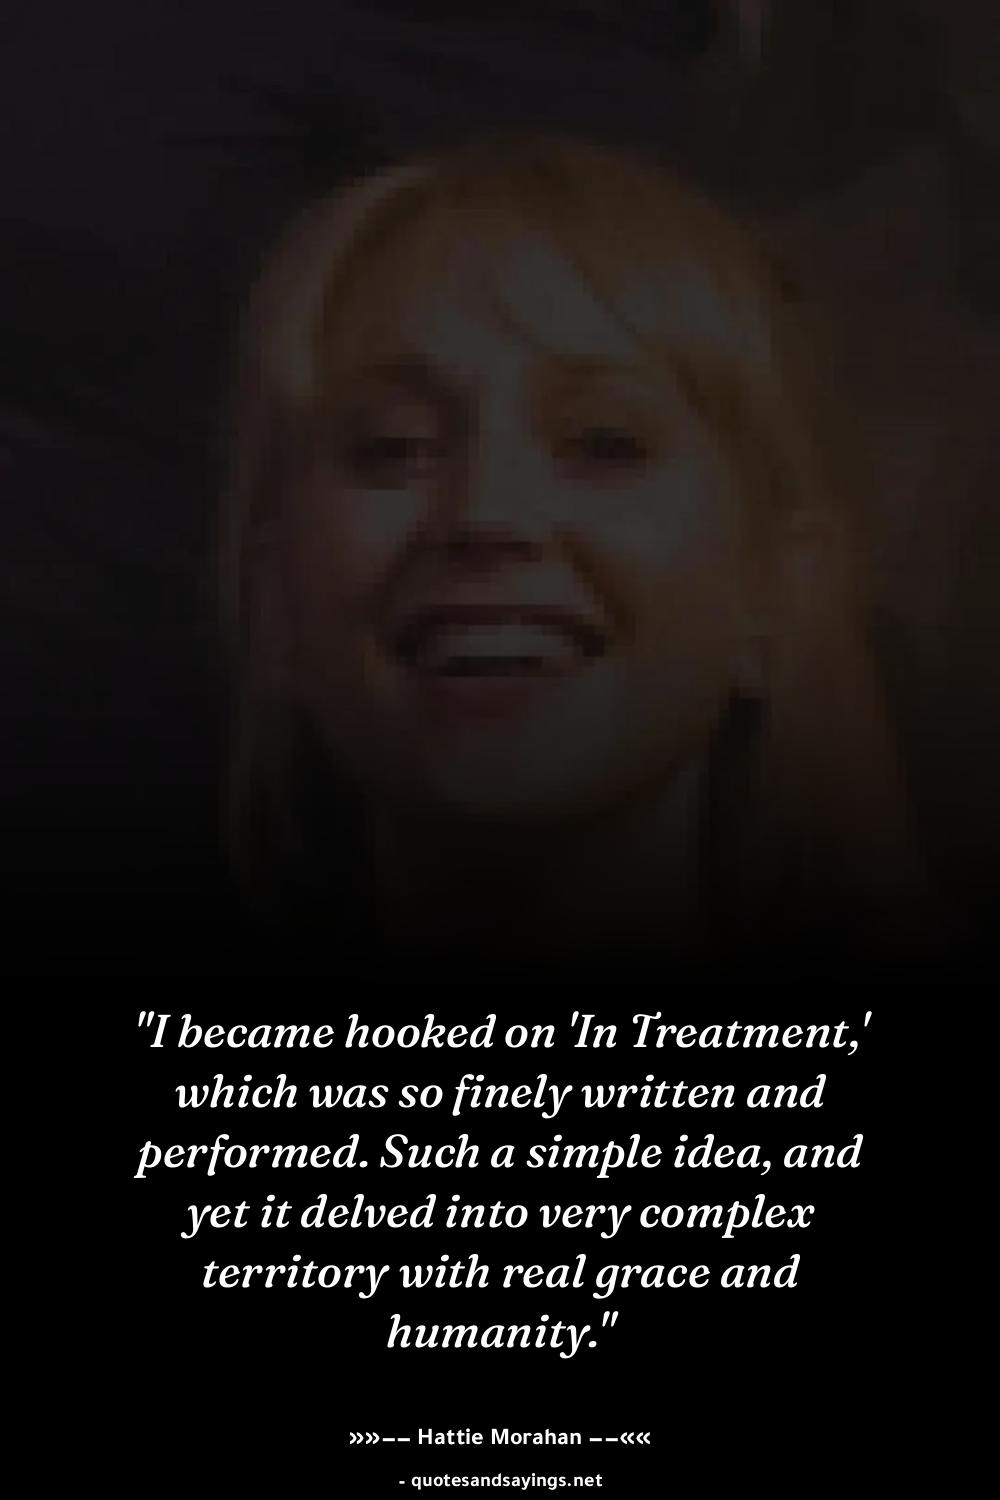 "I became hooked on 'In Treatment,'
which was so finely written and
performed. Such a simple idea, and
yet it delved into very complex
territory with real grace and
humanity."
»»–– Hattie Morahan ––««
- quotesandsayings.net